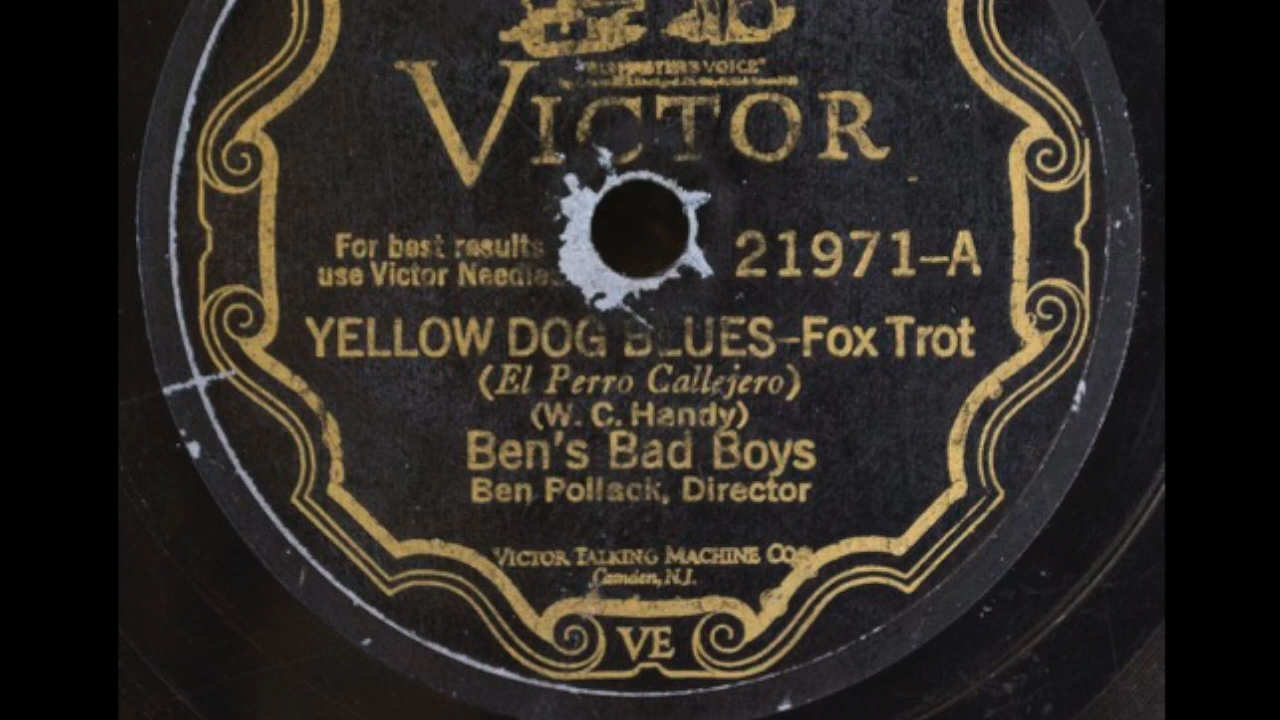 "HIS MASTER'S VOICE"
VICTOR
For best results
use Victor Needles
21971–A
YELLOW DOG BLUES–Fox Trot
(El Perro Callejero)
(W. C. Handy)
Ben's Bad Boys
Ben Pollack, Director
VICTOR TALKING MACHINE CO.
Camden, N.J.
VE